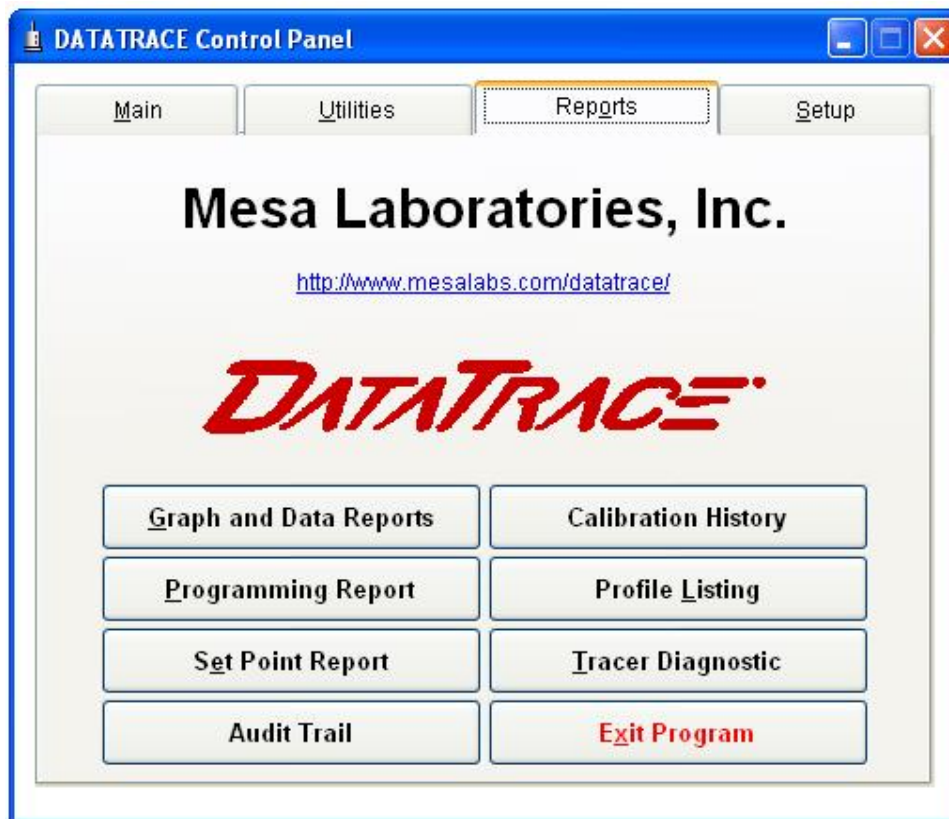 DATATRACE Control Panel
Main Utilities Reports Setup
Mesa Laboratories, Inc.
http://www.mesalabs.com/datatrace/
DATATRACE
Graph and Data Reports Calibration History
Programming Report Profile Listing
Set Point Report Tracer Diagnostic
Audit Trail Exit Program